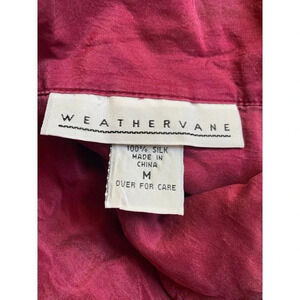 WEATHERVANE
100% SILK
MADE IN
CHINA
M
OVER FOR CARE